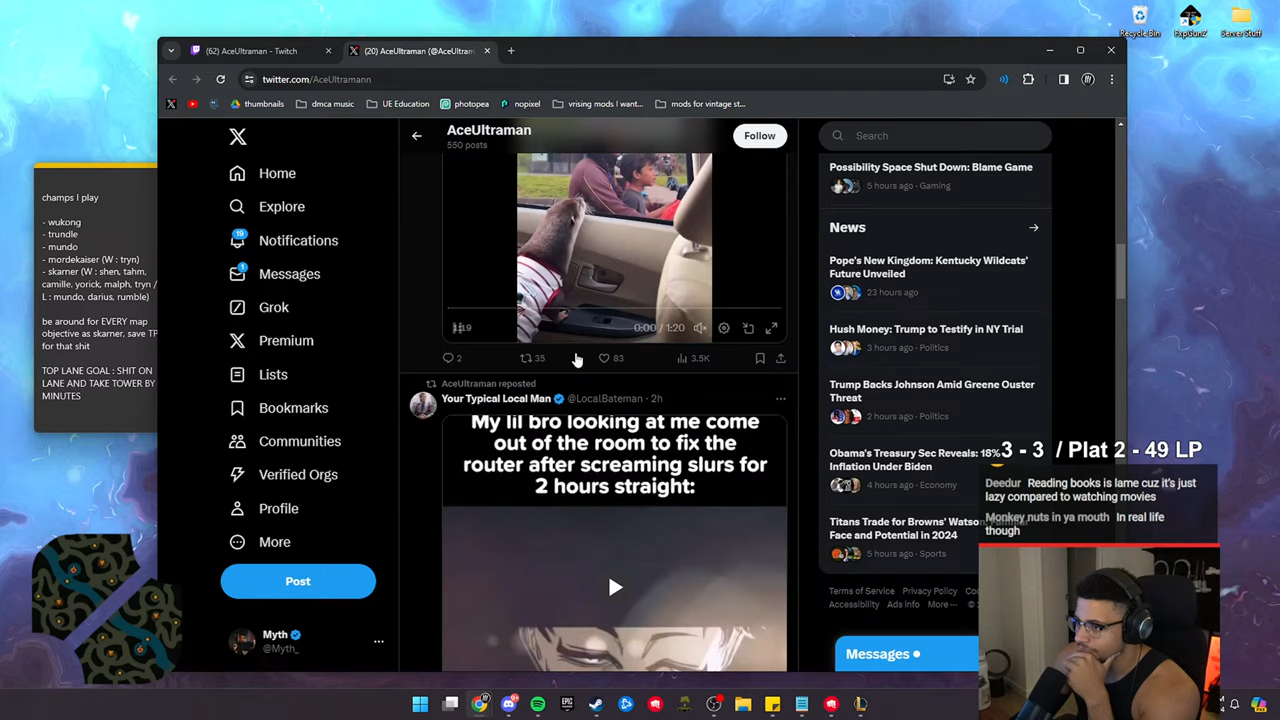 Recycle Bin
FxpGunZ
Server Stuff
(62) AceUltraman - Twitch
(20) AceUltraman (@AceUltram
twitter.com/AceUltramann
thumbnails
dmca music
UE Education
photopea
nopixel
vrising mods I want...
mods for vintage st...
champs I play
- wukong
- trundle
- mundo
- mordekaiser (W : tryn)
- skarner (W : shen, tahm,
camille. yorick, malph, tryn /
L : mundo, darius, rumble)
be around for EVERY map
objective as skarner, save TP
for that shit
TOP LANE GOAL : SHIT ON
LANE AND TAKE TOWER BY
MINUTES
Home
Explore
19
Notifications
1
Messages
Grok
Premium
Lists
Bookmarks
Communities
Verified Orgs
Profile
More
Post
Myth
@Myth_
AceUltraman
550 posts
Follow
0:00 / 1:20
2
35
83
3.5K
AceUltraman reposted
Your Typical Local Man @LocalBateman · 2h
My lil bro looking at me come
out of the room to fix the
router after screaming slurs for
2 hours straight:
Search
Possibility Space Shut Down: Blame Game
5 hours ago · Gaming
News
Pope's New Kingdom: Kentucky Wildcats'
Future Unveiled
23 hours ago
Hush Money: Trump to Testify in NY Trial
3 hours ago · Politics
Trump Backs Johnson Amid Greene Ouster
Threat
2 hours ago · Politics
Obama's Treasury Sec Reveals: 18%
Inflation Under Biden
4 hours ago · Economy
Titans Trade for Browns' Watson:
Face and Potential in 2024
5 hours ago · Sports
Terms of Service Privacy Policy
Accessibility Ads info More ···
Messages
3 - 3 / Plat 2 - 49 LP
Deedur Reading books is lame cuz it's just
lazy compared to watching movies
Monkey nuts in ya mouth In real life
though